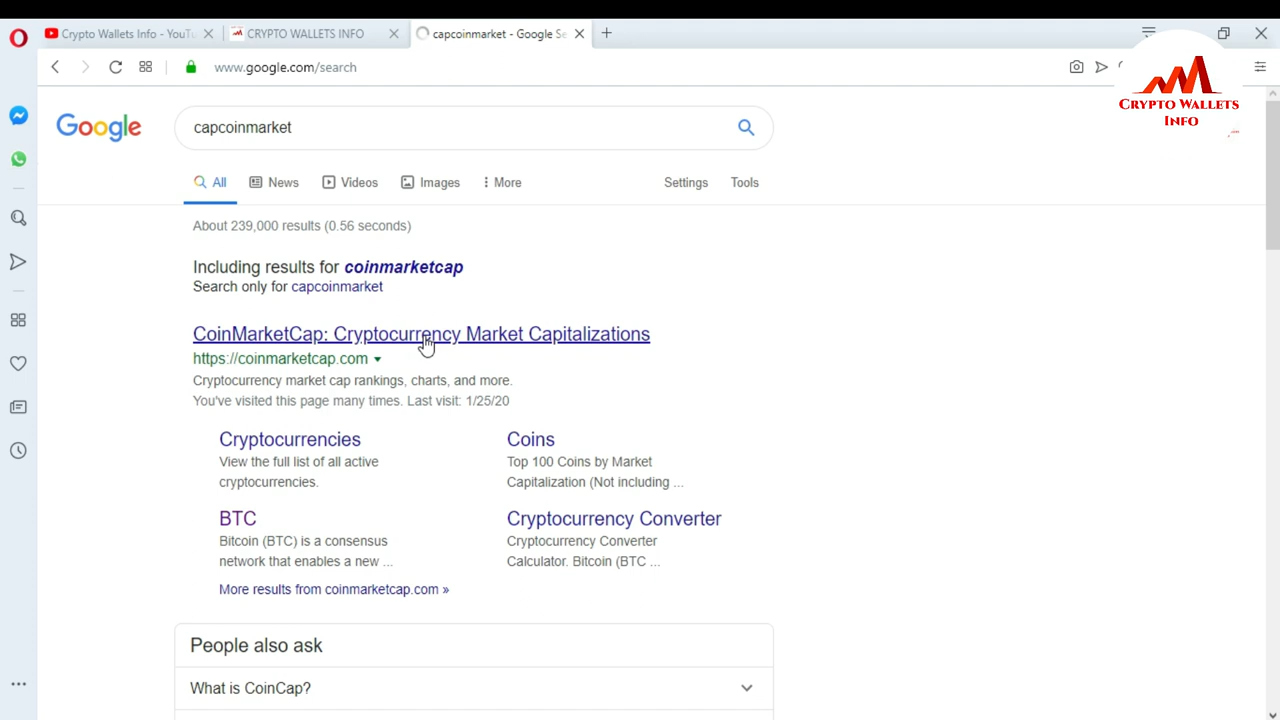 Crypto Wallets Info - YouTu
CRYPTO WALLETS INFO
capcoinmarket - Google Se
www.google.com/search
CRYPTO WALLETS
INFO
Google
capcoinmarket
All
News
Videos
Images
More
Settings
Tools
About 239,000 results (0.56 seconds)
Including results for coinmarketcap
Search only for capcoinmarket
CoinMarketCap: Cryptocurrency Market Capitalizations
https://coinmarketcap.com
Cryptocurrency market cap rankings, charts, and more.
You've visited this page many times. Last visit: 1/25/20
Cryptocurrencies
View the full list of all active
cryptocurrencies.
Coins
Top 100 Coins by Market
Capitalization (Not including ...
BTC
Bitcoin (BTC) is a consensus
network that enables a new ...
Cryptocurrency Converter
Cryptocurrency Converter
Calculator. Bitcoin (BTC ...
More results from coinmarketcap.com »
People also ask
What is CoinCap?